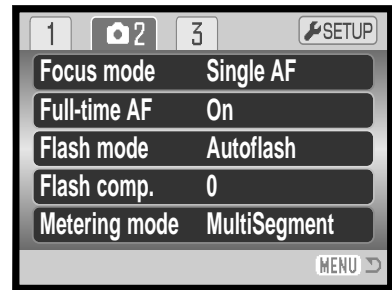 1 2 3 SETUP
Focus mode Single AF
Full-time AF On
Flash mode Autoflash
Flash comp. 0
Metering mode MultiSegment
MENU